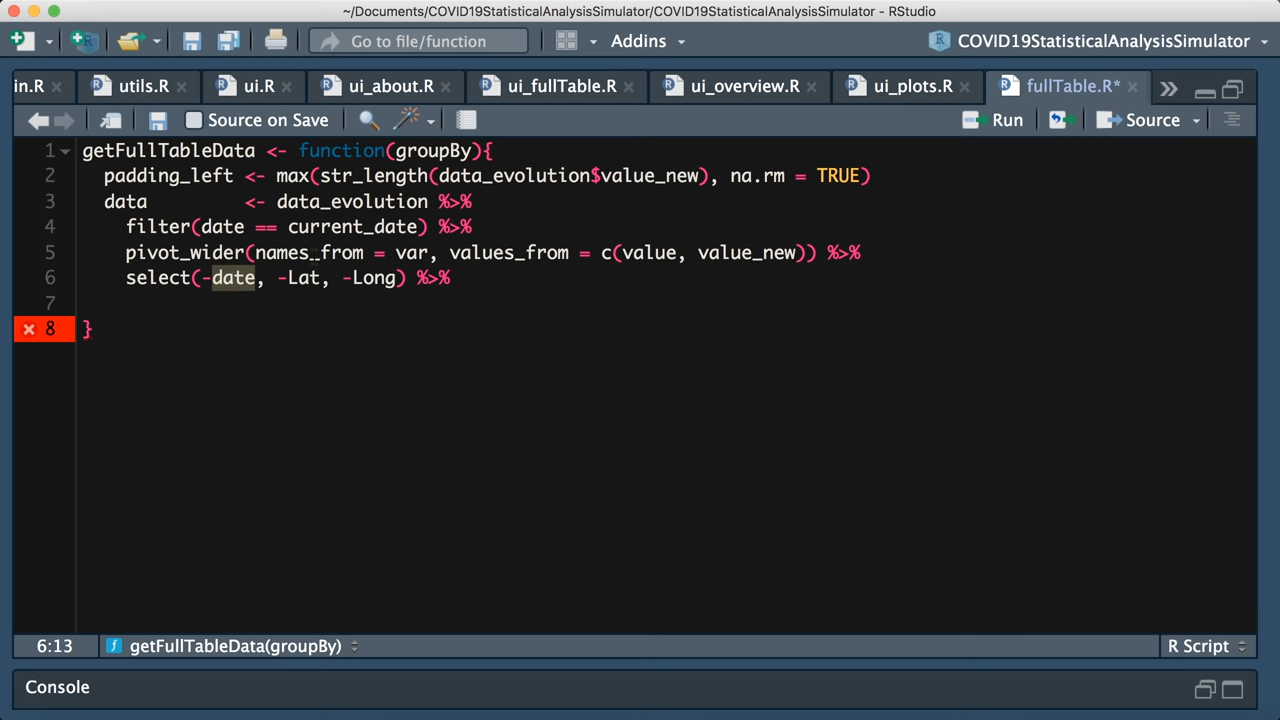 ~/Documents/COVID19StatisticalAnalysisSimulator/COVID19StatisticalAnalysisSimulator - RStudio
Go to file/function Addins COVID19StatisticalAnalysisSimulator
in.R utils.R ui.R ui_about.R ui_fullTable.R ui_overview.R ui_plots.R fullTable.R*
Source on Save Run Source
1 getFullTableData <- function(groupBy){
2 padding_left <- max(str_length(data_evolution$value_new), na.rm = TRUE)
3 data <- data_evolution %>%
4 filter(date == current_date) %>%
5 pivot_wider(names_from = var, values_from = c(value, value_new)) %>%
6 select(-date, -Lat, -Long) %>%
7
8 }
6:13 getFullTableData(groupBy) R Script
Console